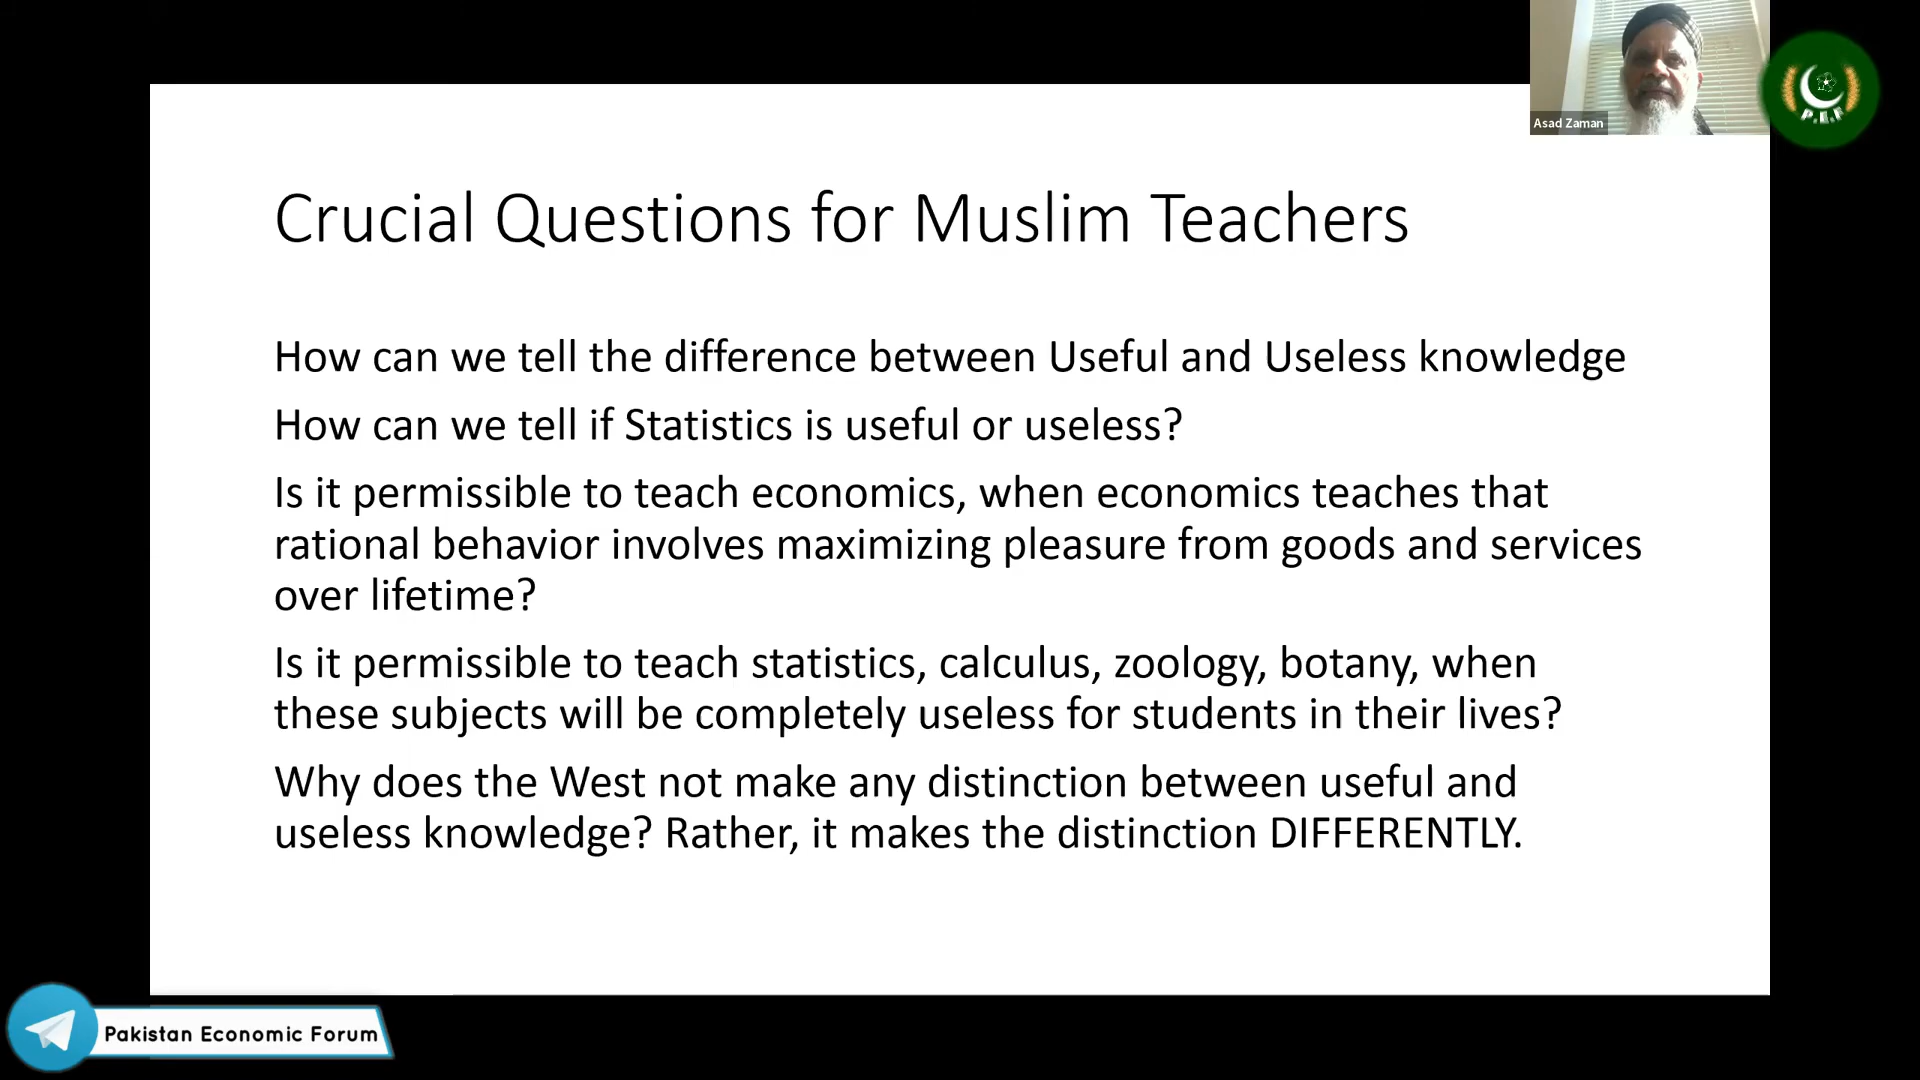 Asad Zaman
P.E.F
Crucial Questions for Muslim Teachers
How can we tell the difference between Useful and Useless knowledge
How can we tell if Statistics is useful or useless?
Is it permissible to teach economics, when economics teaches that
rational behavior involves maximizing pleasure from goods and services
over lifetime?
Is it permissible to teach statistics, calculus, zoology, botany, when
these subjects will be completely useless for students in their lives?
Why does the West not make any distinction between useful and
useless knowledge? Rather, it makes the distinction DIFFERENTLY.
Pakistan Economic Forum